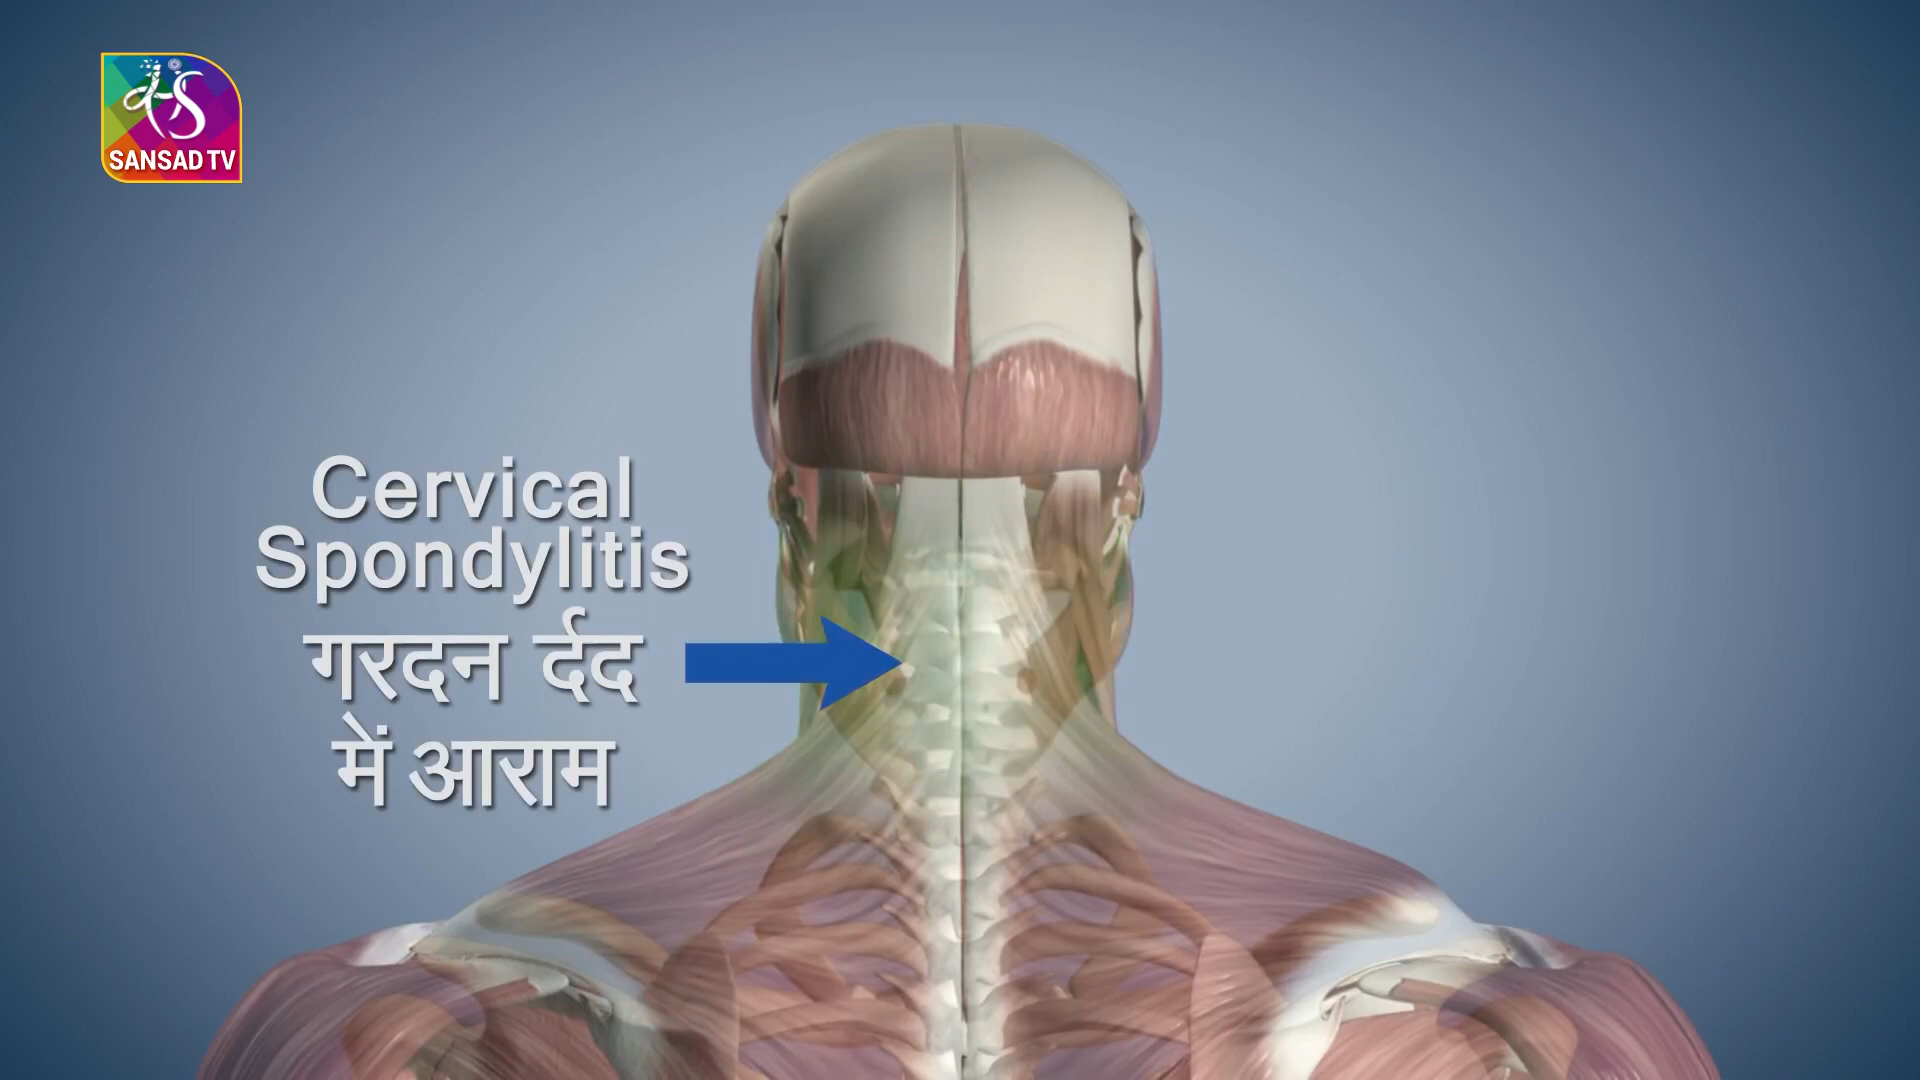 SANSAD TV
Cervical
Spondylitis
गरदन र्दद
में आराम